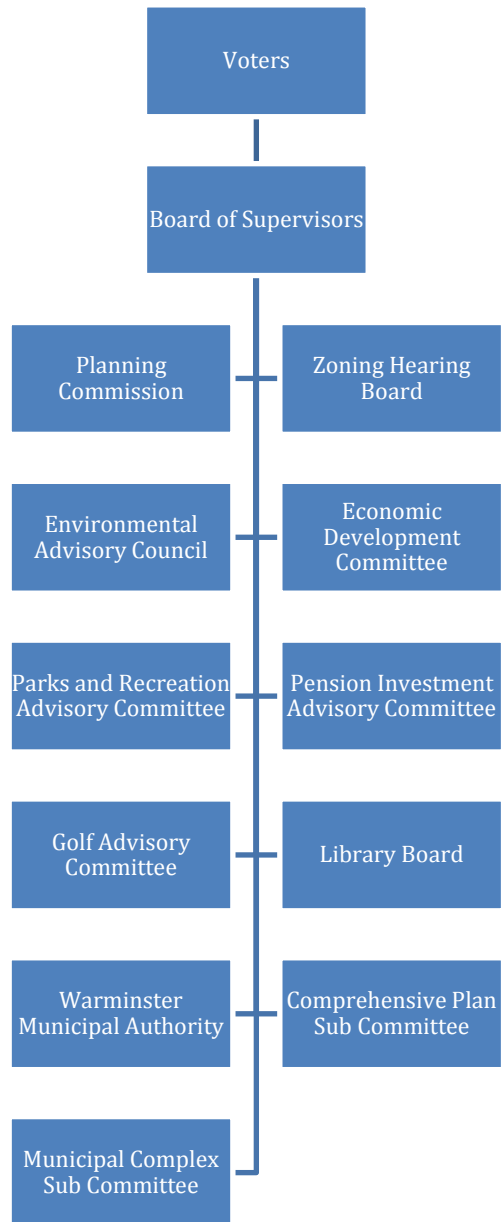 Voters
Board of Supervisors
Planning
Commission
Zoning Hearing
Board
Environmental
Advisory Council
Economic
Development
Committee
Parks and Recreation
Advisory Committee
Pension Investment
Advisory Committee
Golf Advisory
Committee
Library Board
Warminster
Municipal Authority
Comprehensive Plan
Sub Committee
Municipal Complex
Sub Committee